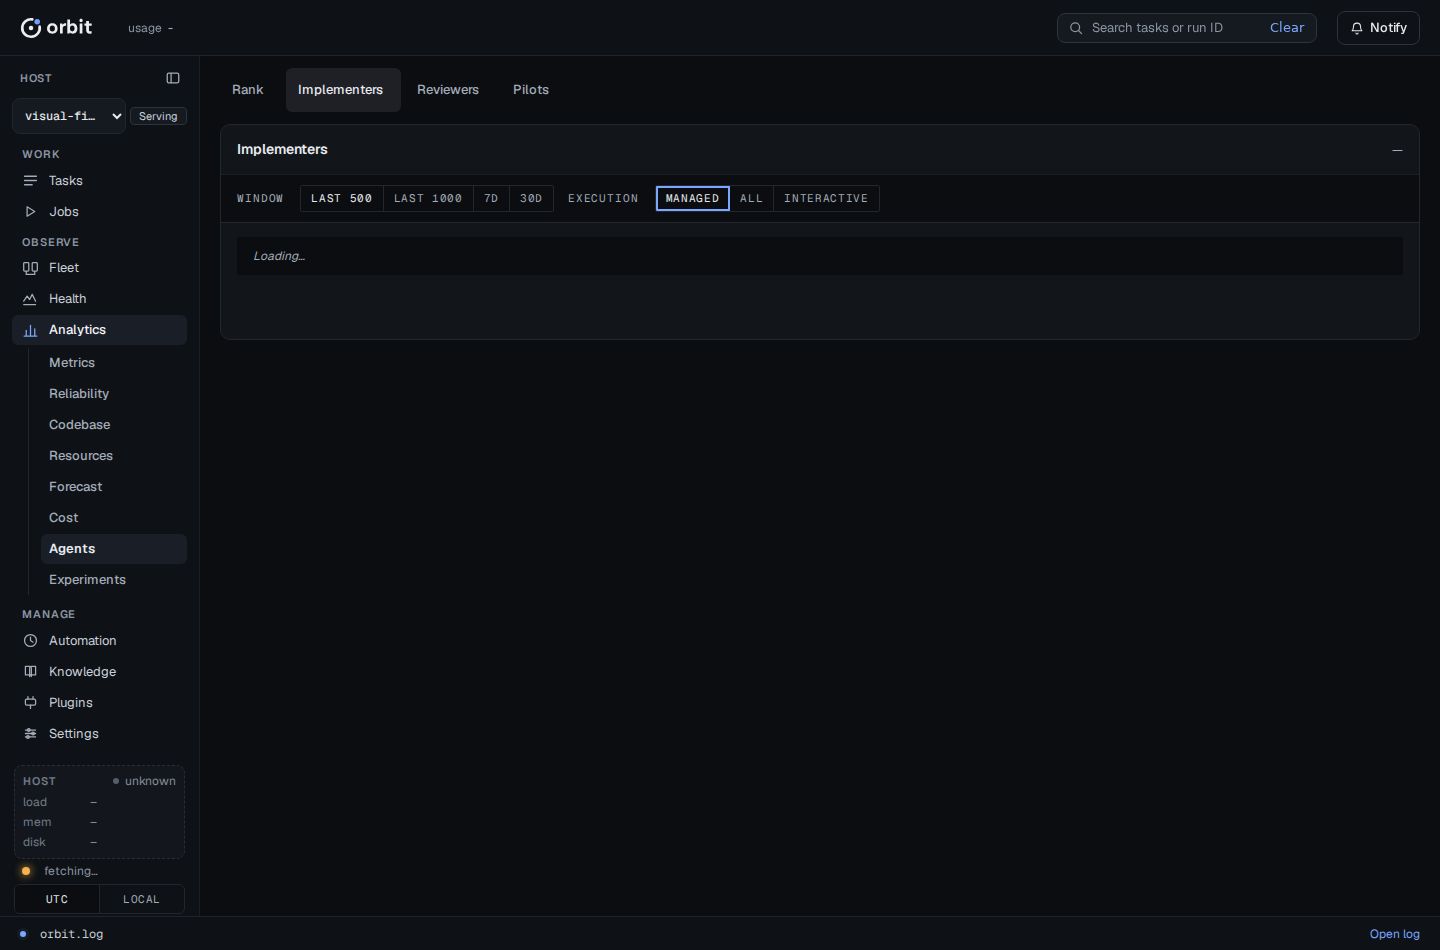 orbit
usage -
Search tasks or run ID
Clear
Notify
HOST
visual-fi…
Serving
WORK
Tasks
Jobs
OBSERVE
Fleet
Health
Analytics
Metrics
Reliability
Codebase
Resources
Forecast
Cost
Agents
Experiments
MANAGE
Automation
Knowledge
Plugins
Settings
HOST unknown
load –
mem –
disk –
fetching…
UTC LOCAL
Rank Implementers Reviewers Pilots
Implementers –
WINDOW LAST 500 LAST 1000 7D 30D EXECUTION MANAGED ALL INTERACTIVE
Loading…
orbit.log
Open log